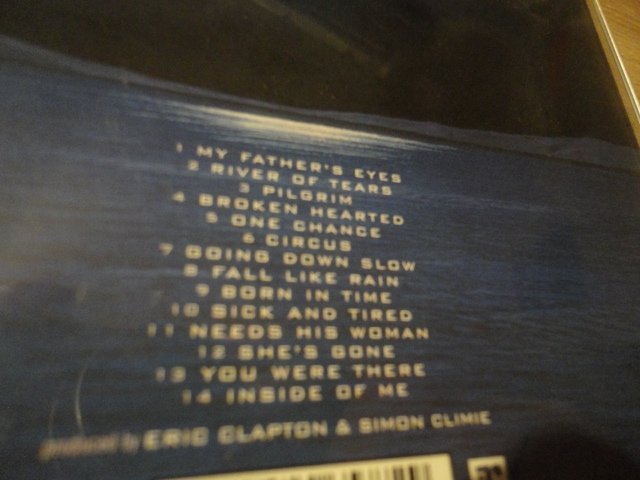 1 MY FATHER'S EYES
2 RIVER OF TEARS
3 PILGRIM
4 BROKEN HEARTED
5 ONE CHANCE
6 CIRCUS
7 GOING DOWN SLOW
8 FALL LIKE RAIN
9 BORN IN TIME
10 SICK AND TIRED
11 NEEDS HIS WOMAN
12 SHE'S GONE
13 YOU WERE THERE
14 INSIDE OF ME
produced by ERIC CLAPTON & SIMON CLIMIE